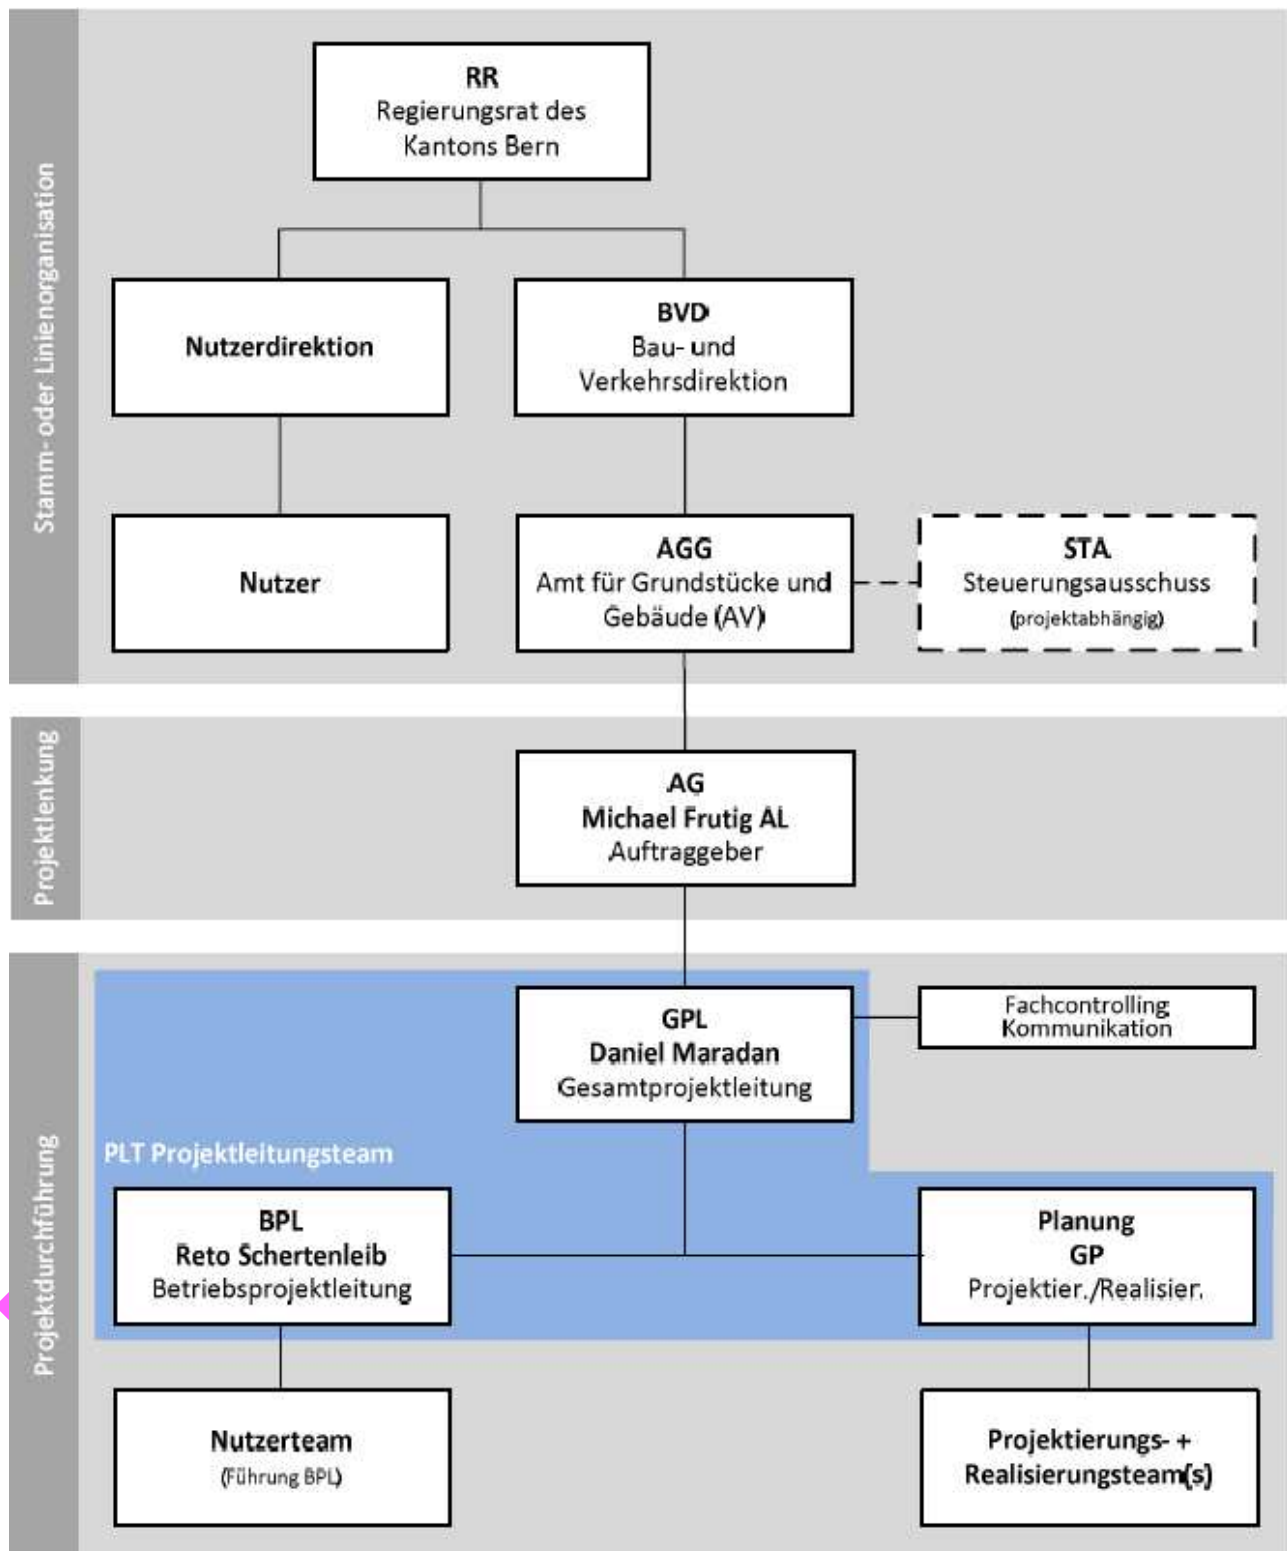 Stamm- oder Linienorganisation
RR
Regierungsrat des
Kantons Bern
Nutzerdirektion
BVD
Bau- und
Verkehrsdirektion
Nutzer
AGG
Amt für Grundstücke und
Gebäude (AV)
STA
Steuerungsausschuss
(projektabhängig)
Projektlenkung
AG
Michael Frutig AL
Auftraggeber
Projektdurchführung
GPL
Daniel Maradan
Gesamtprojektleitung
Fachcontrolling
Kommunikation
PLT Projektleitungsteam
BPL
Reto Schertenleib
Betriebsprojektleitung
Planung
GP
Projektier./Realisier.
Nutzerteam
(Führung BPL)
Projektierungs- +
Realisierungsteam(s)